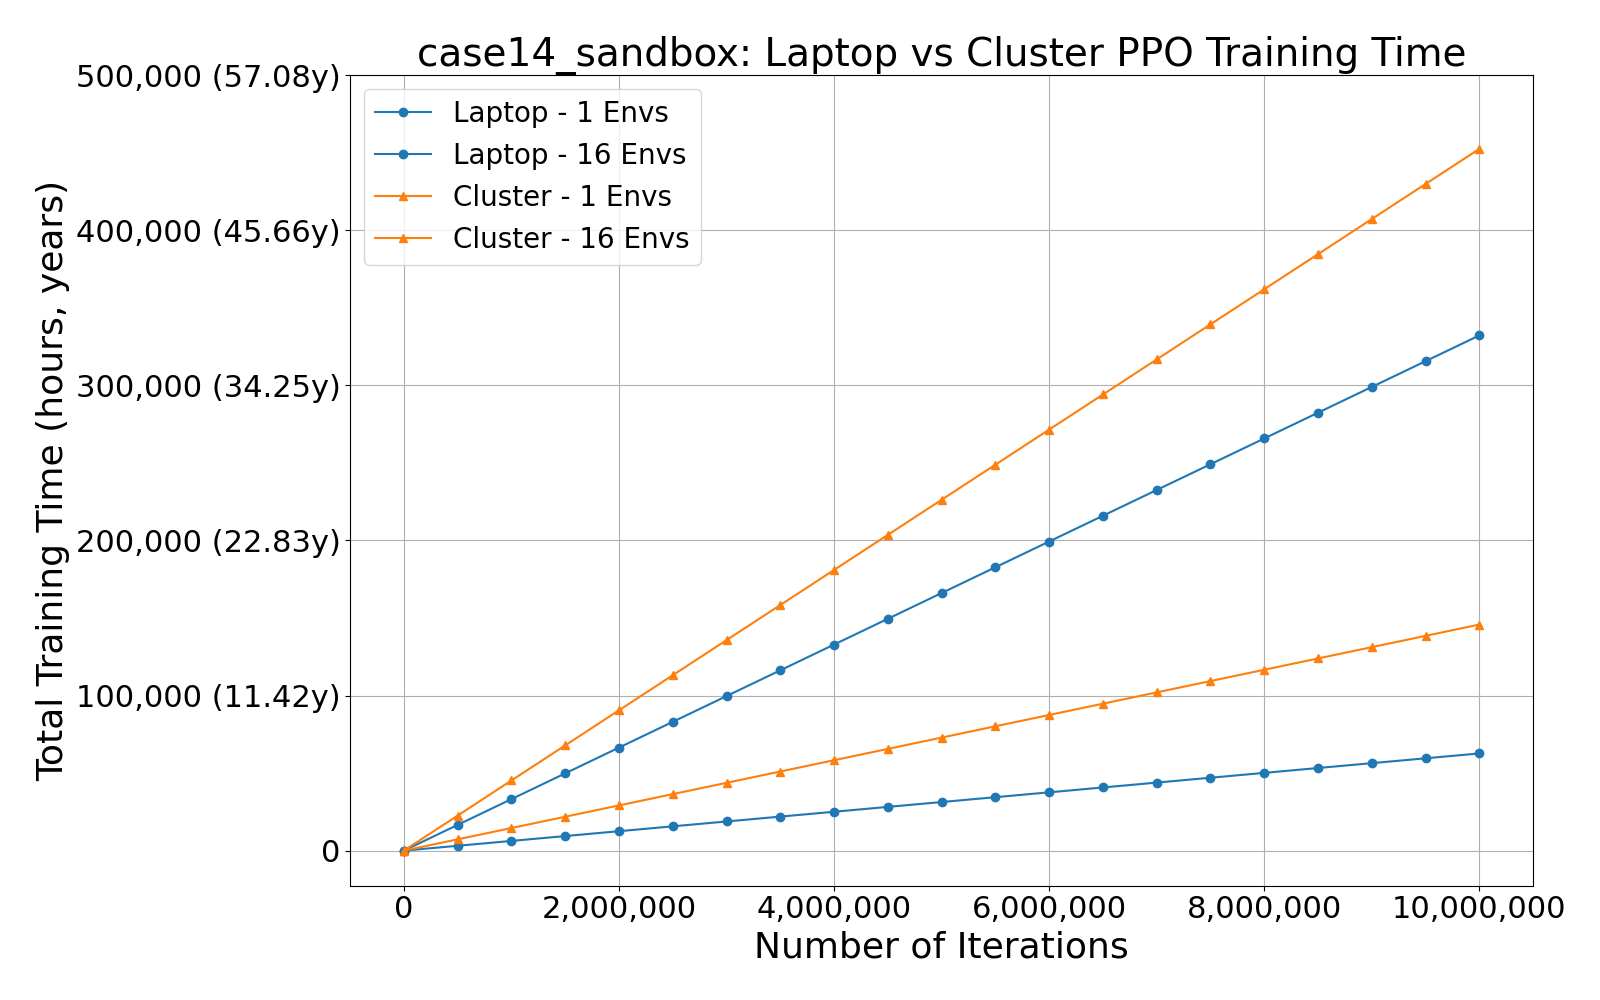 case14_sandbox: Laptop vs Cluster PPO Training Time
Total Training Time (hours, years)
500,000 (57.08y)
400,000 (45.66y)
300,000 (34.25y)
200,000 (22.83y)
100,000 (11.42y)
0
Laptop - 1 Envs
Laptop - 16 Envs
Cluster - 1 Envs
Cluster - 16 Envs
0 2,000,000 4,000,000 6,000,000 8,000,000 10,000,000
Number of Iterations